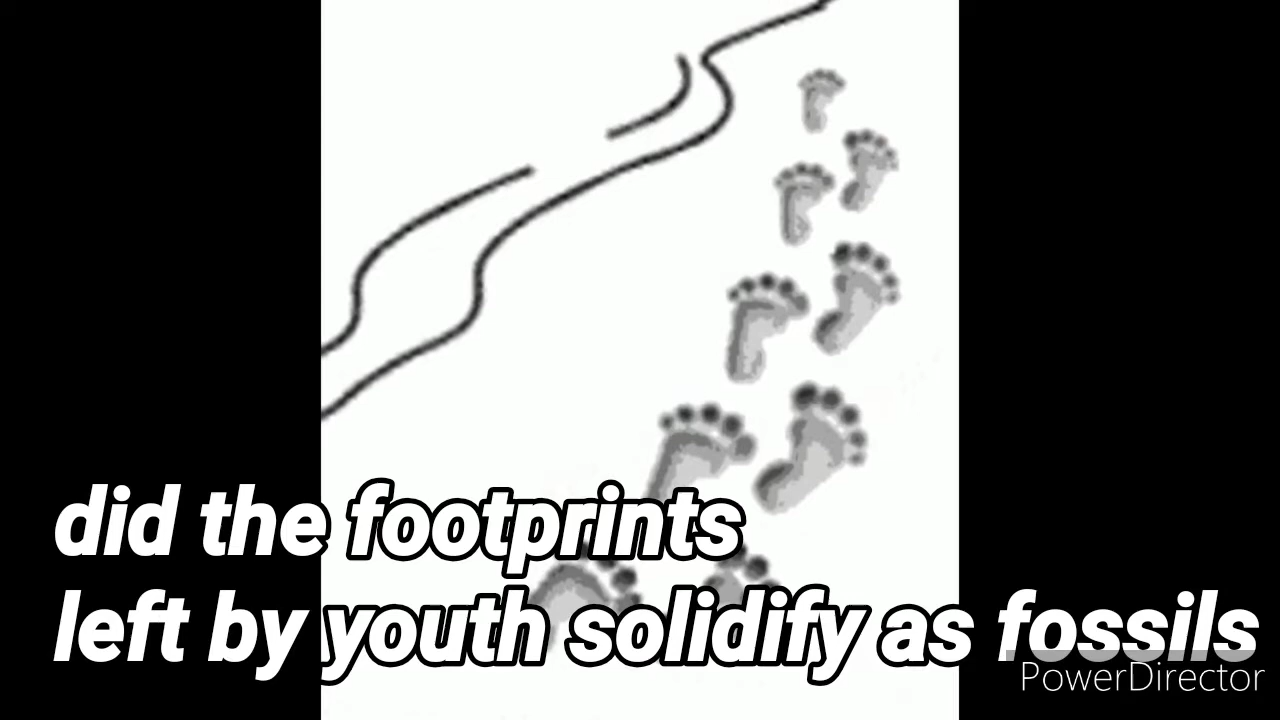 did the footprints
left by youth solidify as fossils
PowerDirector